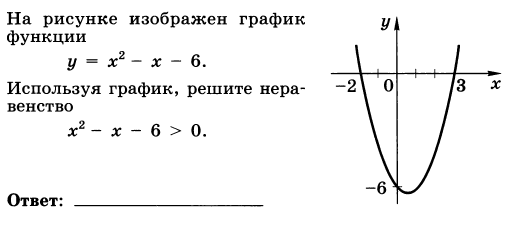 На рисунке изображен график
функции
y = x² – x – 6.
Используя график, решите нера-
венство
x² – x – 6 > 0.
Ответ:
y
–2
0
3
x
–6